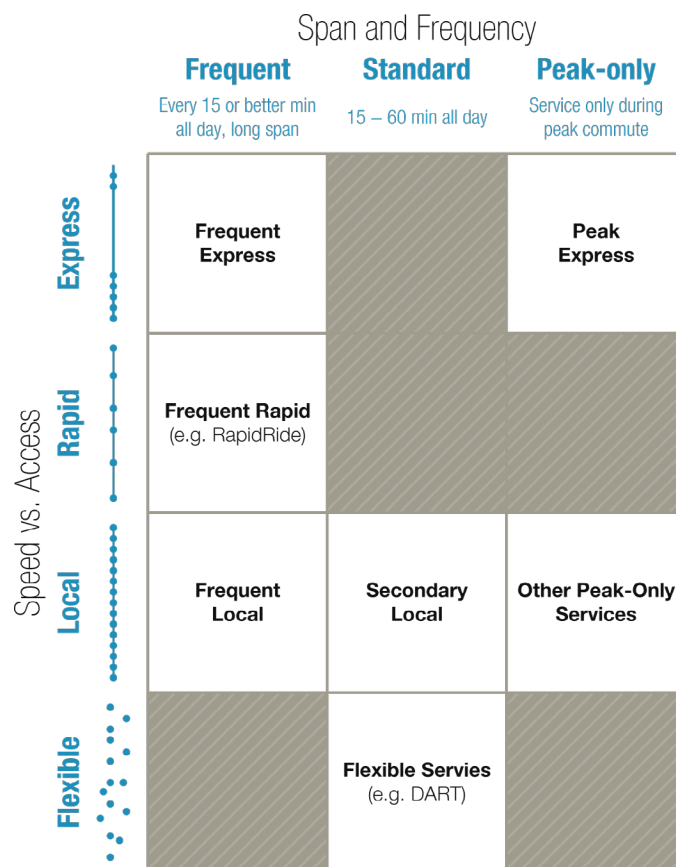 Span and Frequency
Frequent
Standard
Peak-only
Every 15 or better min
all day, long span
15 – 60 min all day
Service only during
peak commute
Speed vs. Access
Express
Frequent
Express
Peak
Express
Rapid
Frequent Rapid
(e.g. RapidRide)
Local
Frequent
Local
Secondary
Local
Other Peak-Only
Services
Flexible
Flexible Servies
(e.g. DART)